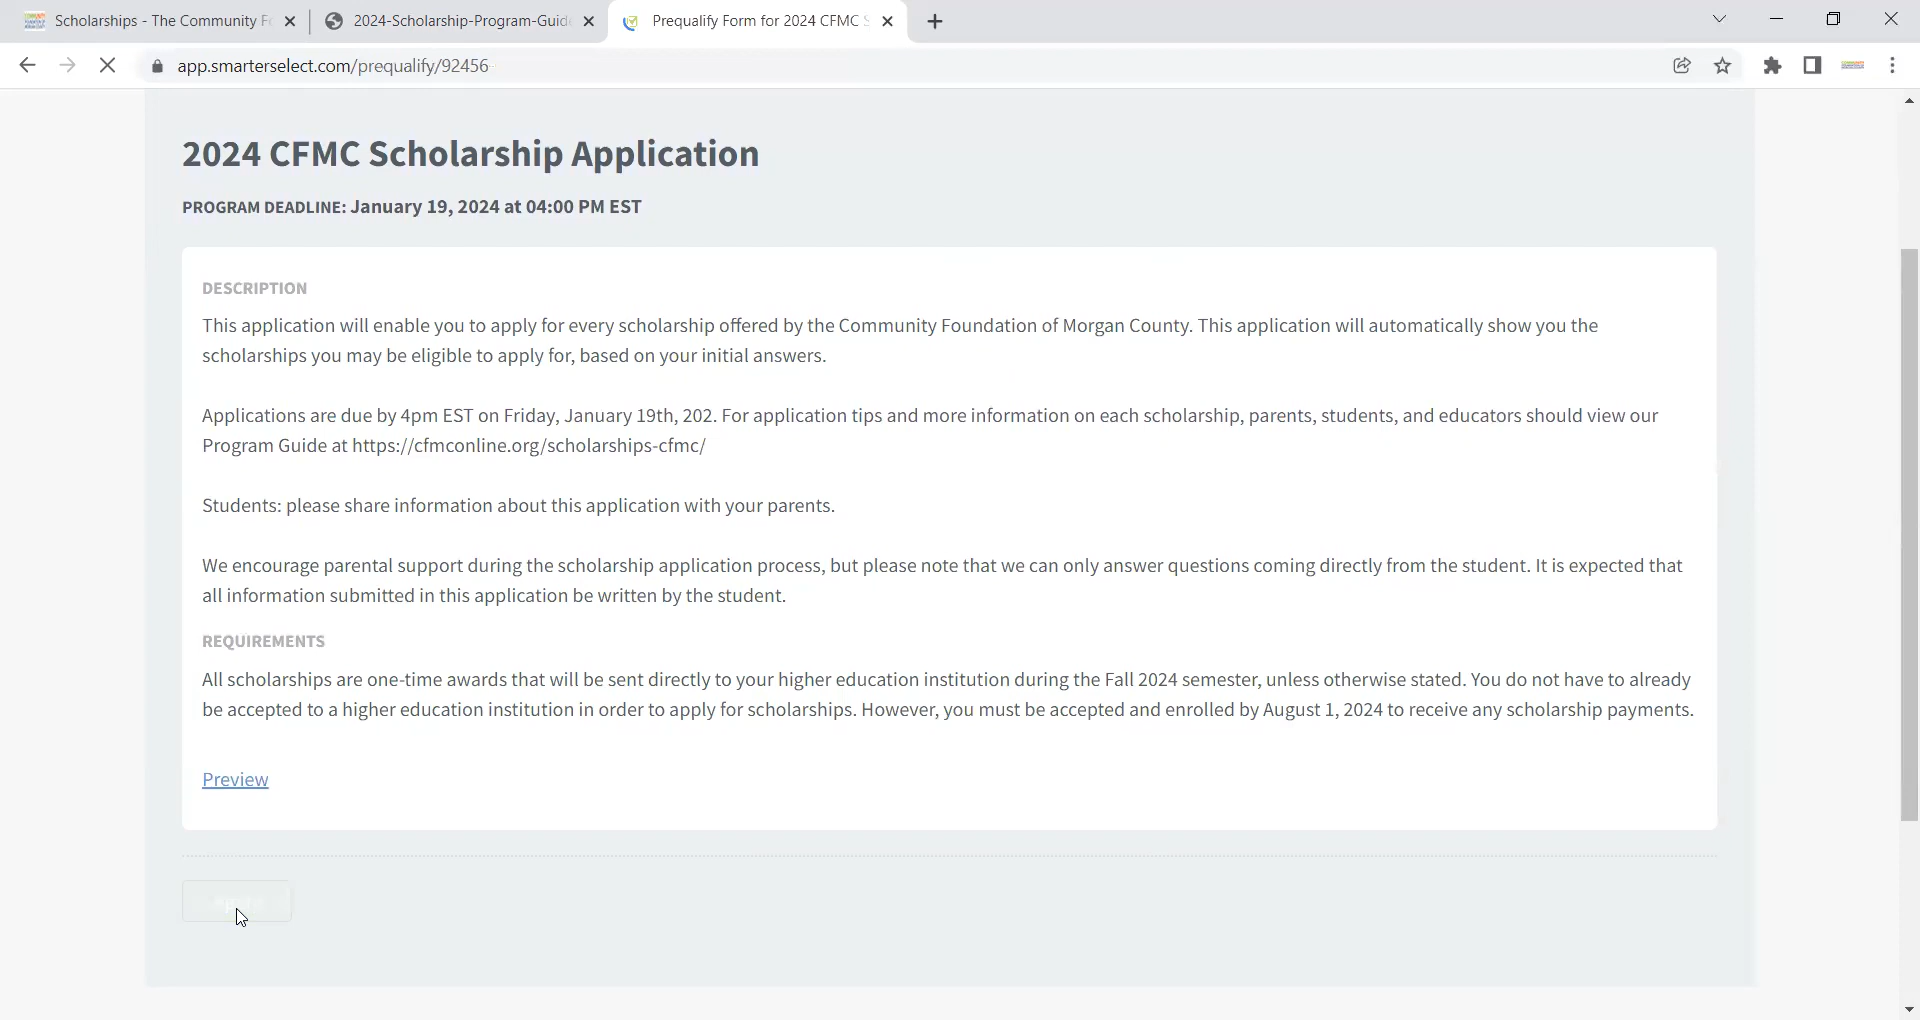 Scholarships - The Community F
2024-Scholarship-Program-Guid
Prequalify Form for 2024 CFMC S
app.smarterselect.com/prequalify/92456
2024 CFMC Scholarship Application
PROGRAM DEADLINE: January 19, 2024 at 04:00 PM EST
DESCRIPTION
This application will enable you to apply for every scholarship offered by the Community Foundation of Morgan County. This application will automatically show you the
scholarships you may be eligible to apply for, based on your initial answers.
Applications are due by 4pm EST on Friday, January 19th, 202. For application tips and more information on each scholarship, parents, students, and educators should view our
Program Guide at https://cfmconline.org/scholarships-cfmc/
Students: please share information about this application with your parents.
We encourage parental support during the scholarship application process, but please note that we can only answer questions coming directly from the student. It is expected that
all information submitted in this application be written by the student.
REQUIREMENTS
All scholarships are one-time awards that will be sent directly to your higher education institution during the Fall 2024 semester, unless otherwise stated. You do not have to already
be accepted to a higher education institution in order to apply for scholarships. However, you must be accepted and enrolled by August 1, 2024 to receive any scholarship payments.
Preview